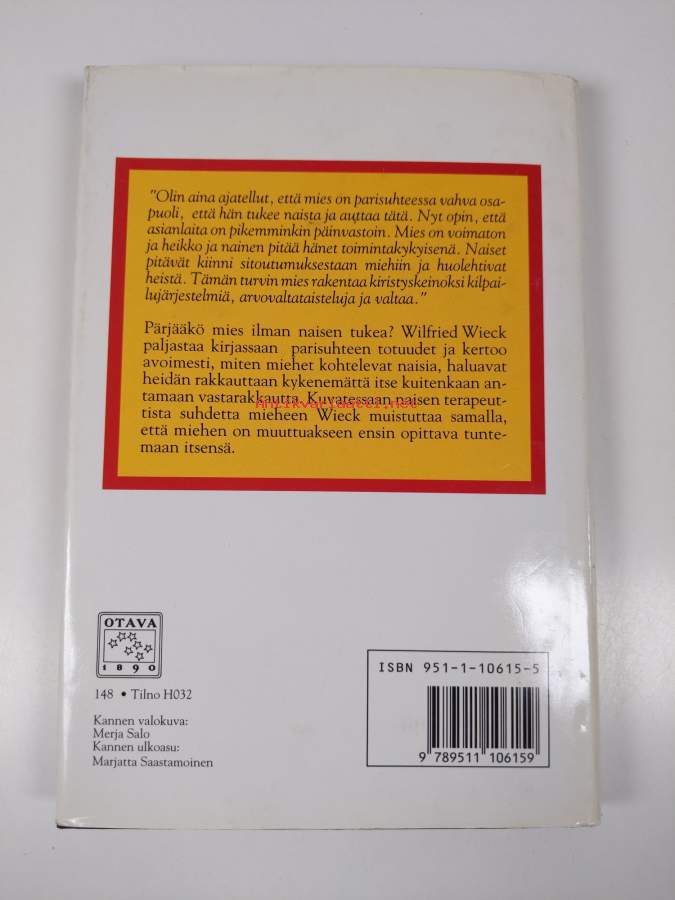 "Olin aina ajatellut, että mies on parisuhteessa vahva osa-
puoli, että hän tukee naista ja auttaa tätä. Nyt opin, että
asianlaita on pikemminkin päinvastoin. Mies on voimaton
ja heikko ja nainen pitää hänet toimintakykyisenä. Naiset
pitävät kiinni sitoutumuksestaan miehiin ja huolehtivat
heistä. Tämän turvin mies rakentaa kiristyskeinoksi kilpai-
lujärjestelmiä, arvovaltataisteluja ja valtaa."
Pärjääkö mies ilman naisen tukea? Wilfried Wieck
paljastaa kirjassaan parisuhteen totuudet ja kertoo
avoimesti, miten miehet kohtelevat naisia, haluavat
heidän rakkauttaan kykenemättä itse kuitenkaan an-
tamaan vastarakkautta. Kuvatessaan naisen terapeut-
antikvariaatti.net
tista suhdetta mieheen Wieck muistuttaa samalla,
että miehen on muuttuakseen ensin opittava tunte-
maan itsensä.
OTAVA
1890
148 • Tilno H032
Kannen valokuva:
Merja Salo
Kannen ulkoasu:
Marjatta Saastamoinen
ISBN 951-1-10615-5
9 789511 106159